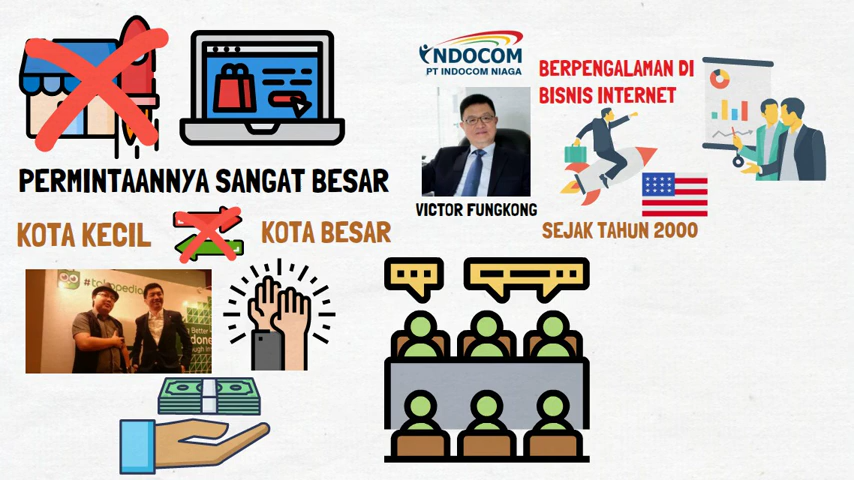 PERMINTAANNYA SANGAT BESAR
KOTA KECIL
KOTA BESAR
#tokopedia
INDOCOM
PT INDOCOM NIAGA
VICTOR FUNGKONG
BERPENGALAMAN DI
BISNIS INTERNET
SEJAK TAHUN 2000